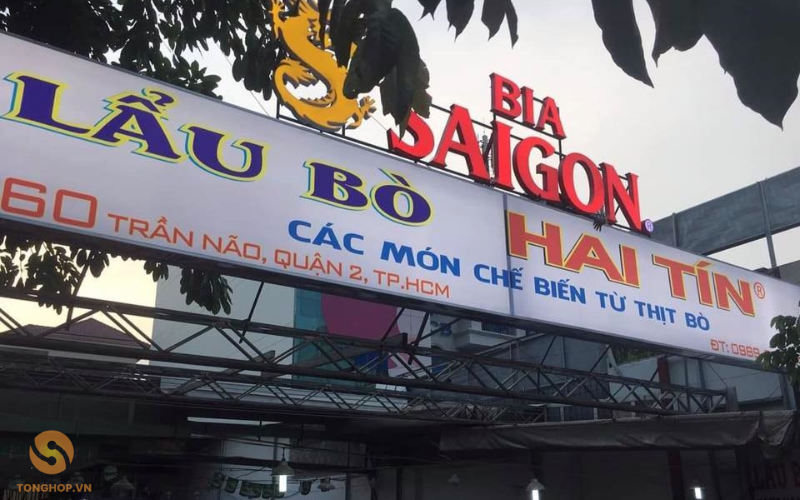 BIA
SAIGON
LẨU BÒ
HAI TÍN®
CÁC MÓN CHẾ BIẾN TỪ THỊT BÒ
60 TRẦN NÃO, QUẬN 2, TP.HCM
ĐT: 0989
TONGHOP.VN